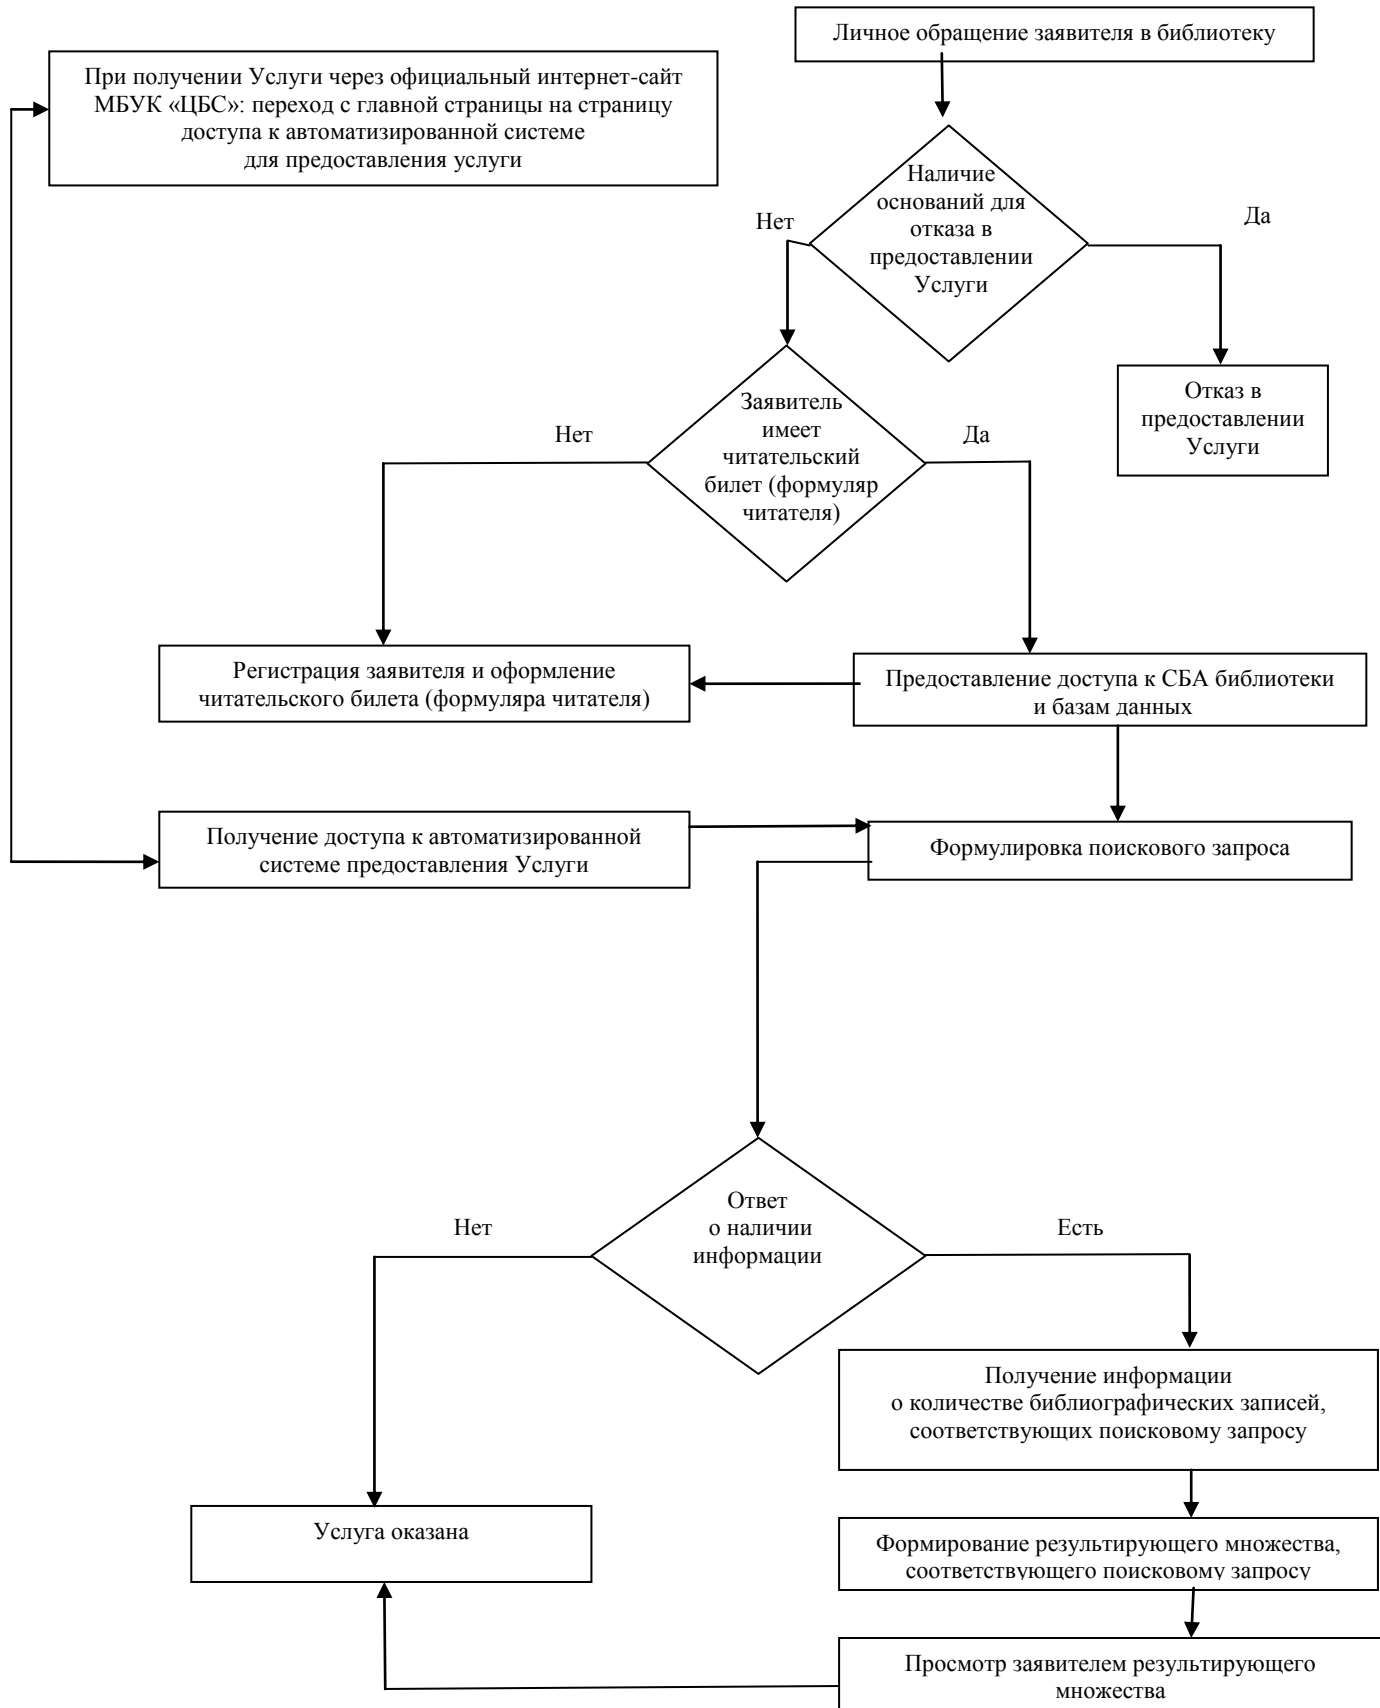 Личное обращение заявителя в библиотеку
При получении Услуги через официальный интернет-сайт
МБУК «ЦБС»: переход с главной страницы на страницу
доступа к автоматизированной системе
для предоставления услуги
Наличие
оснований для
отказа в
предоставлении
Услуги
Нет
Да
Отказ в
предоставлении
Услуги
Заявитель
имеет
читательский
билет (формуляр
читателя)
Нет
Да
Регистрация заявителя и оформление
читательского билета (формуляра читателя)
Предоставление доступа к СБА библиотеки
и базам данных
Получение доступа к автоматизированной
системе предоставления Услуги
Формулировка поискового запроса
Ответ
о наличии
информации
Нет
Есть
Получение информации
о количестве библиографических записей,
соответствующих поисковому запросу
Услуга оказана
Формирование результирующего множества,
соответствующего поисковому запросу
Просмотр заявителем результирующего
множества